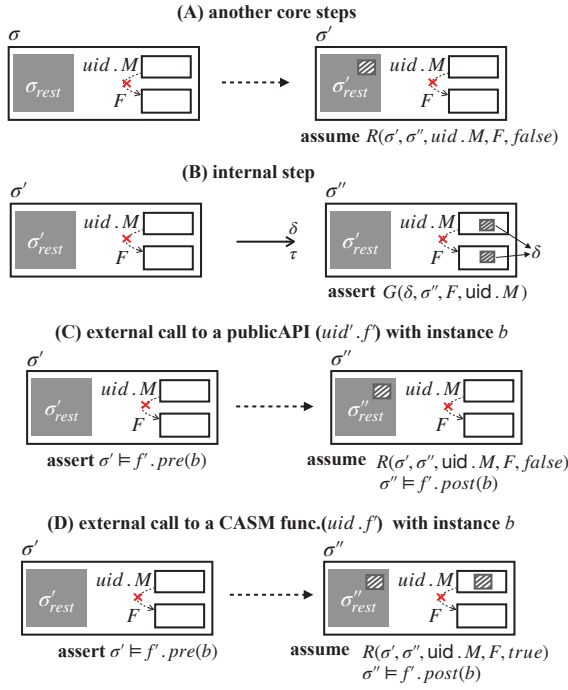 (A) another core steps
σ σ′
σ_rest uid . M F σ′_rest uid . M F
assume R(σ′, σ′′, uid . M, F, false)
(B) internal step
σ′ σ′′
σ′_rest uid . M F δ τ σ′_rest uid . M F δ
assert G(δ, σ′′, F, uid . M)
(C) external call to a publicAPI (uid′ . f′) with instance b
σ′ σ′′
σ′_rest uid . M F σ′′_rest uid . M F
assert σ′ ⊨ f′ . pre(b) assume R(σ′, σ′′, uid . M, F, false)
σ′′ ⊨ f′ . post(b)
(D) external call to a CASM func.(uid . f′) with instance b
σ′ σ′′
σ′_rest uid . M F σ′′_rest uid . M F
assert σ′ ⊨ f′ . pre(b) assume R(σ′, σ′′, uid . M, F, true)
σ′′ ⊨ f′ . post(b)